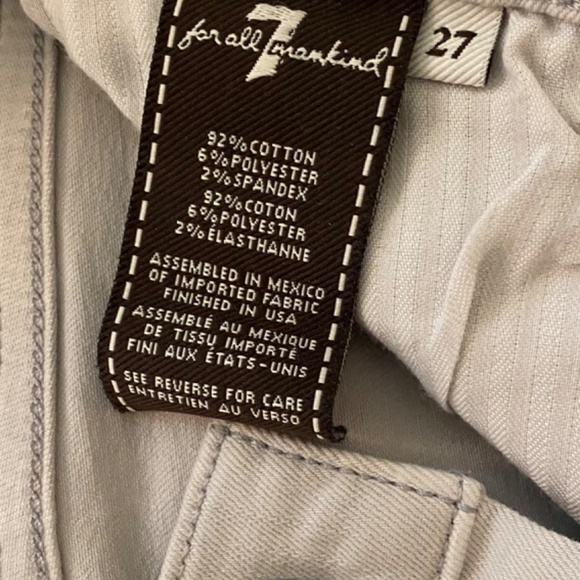 7
for all mankind
27
92% COTTON
6% POLYESTER
2% SPANDEX
92% COTON
6% POLYESTER
2% ÉLASTHANNE
ASSEMBLED IN MEXICO
OF IMPORTED FABRIC
FINISHED IN USA
ASSEMBLÉ AU MEXIQUE
DE TISSU IMPORTÉ
FINI AUX ÉTATS-UNIS
SEE REVERSE FOR CARE
ENTRETIEN AU VERSO